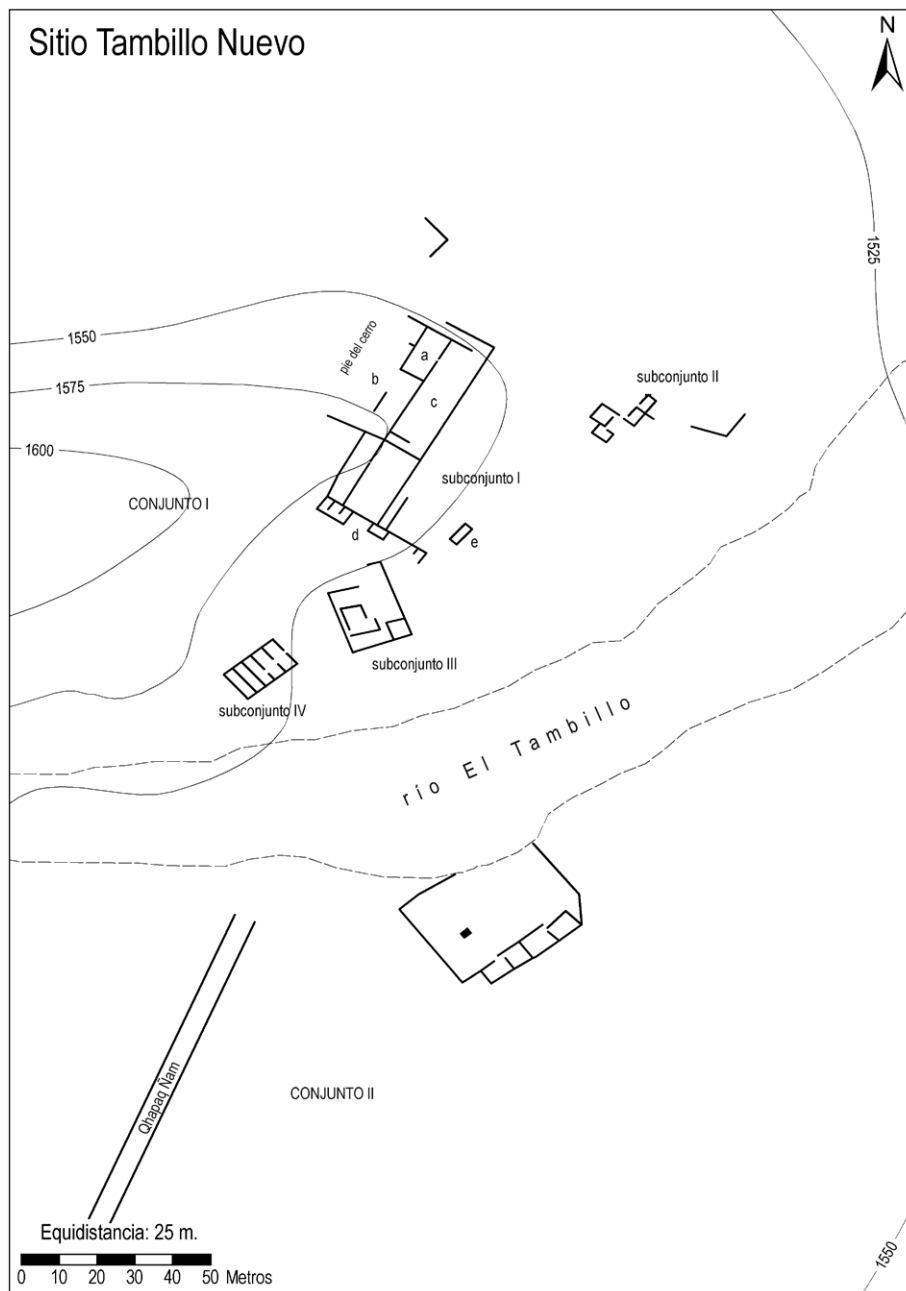 Sitio Tambillo Nuevo
N
1525
1550
pie del cerro
a
b
1575
subconjunto II
c
1600
subconjunto I
CONJUNTO I
d
e
subconjunto III
subconjunto IV
río El Tambillo
Qhapaq Ñam
CONJUNTO II
Equidistancia: 25 m.
0 10 20 30 40 50 Metros
1550